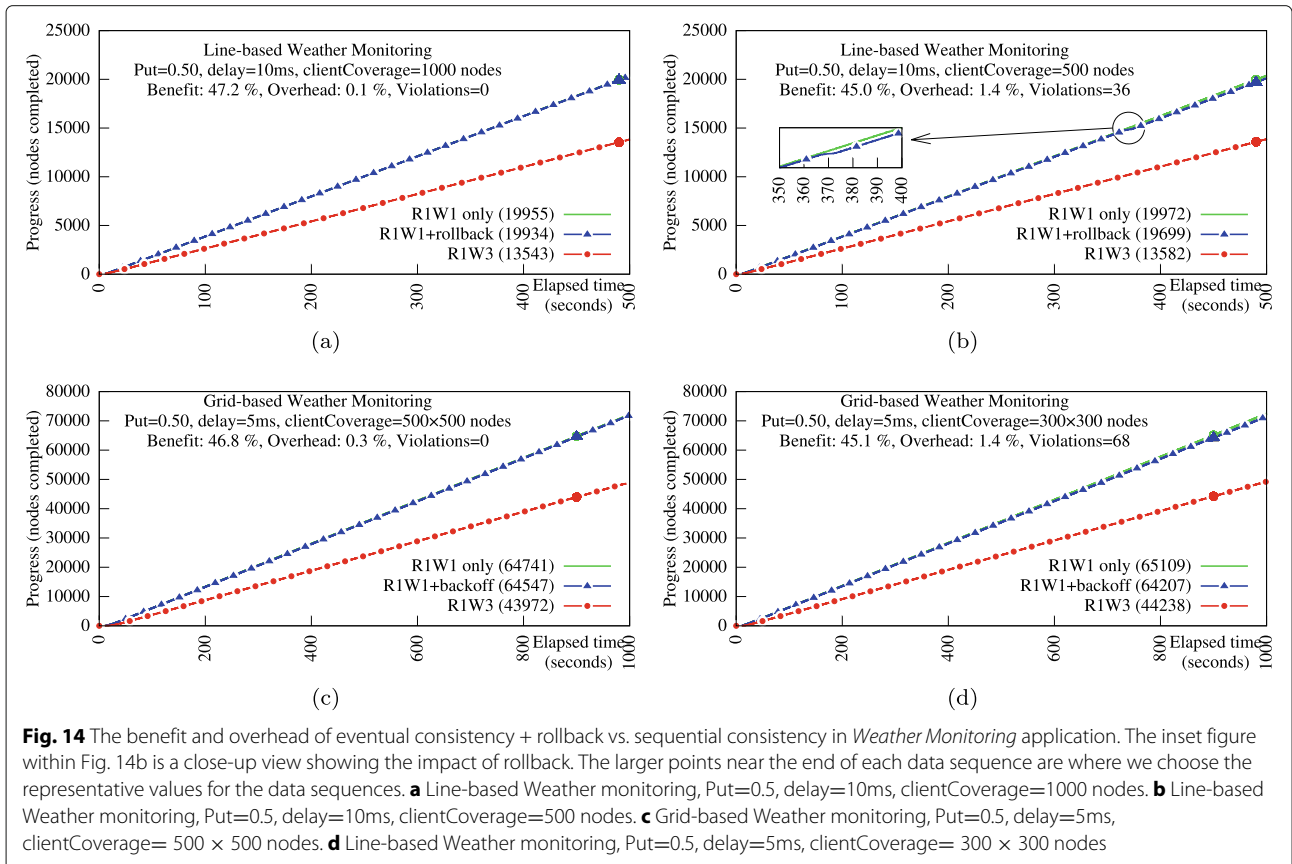 25000
20000
15000
10000
5000
0
Progress (nodes completed)
Line-based Weather Monitoring
Put=0.50, delay=10ms, clientCoverage=1000 nodes
Benefit: 47.2 %, Overhead: 0.1 %, Violations=0
R1W1 only (19955)
R1W1+rollback (19934)
R1W3 (13543)
0
100
200
300
400
500
Elapsed time
(seconds)
(a)
25000
20000
15000
10000
5000
0
Progress (nodes completed)
Line-based Weather Monitoring
Put=0.50, delay=10ms, clientCoverage=500 nodes
Benefit: 45.0 %, Overhead: 1.4 %, Violations=36
350
360
370
380
390
400
R1W1 only (19972)
R1W1+rollback (19699)
R1W3 (13582)
0
100
200
300
400
500
Elapsed time
(seconds)
(b)
80000
70000
60000
50000
40000
30000
20000
10000
0
Progress (nodes completed)
Grid-based Weather Monitoring
Put=0.50, delay=5ms, clientCoverage=500×500 nodes
Benefit: 46.8 %, Overhead: 0.3 %, Violations=0
R1W1 only (64741)
R1W1+backoff (64547)
R1W3 (43972)
0
200
400
600
800
1000
Elapsed time
(seconds)
(c)
80000
70000
60000
50000
40000
30000
20000
10000
0
Progress (nodes completed)
Grid-based Weather Monitoring
Put=0.50, delay=5ms, clientCoverage=300×300 nodes
Benefit: 45.1 %, Overhead: 1.4 %, Violations=68
R1W1 only (65109)
R1W1+backoff (64207)
R1W3 (44238)
0
200
400
600
800
1000
Elapsed time
(seconds)
(d)
Fig. 14 The benefit and overhead of eventual consistency + rollback vs. sequential consistency in Weather Monitoring application. The inset figure
within Fig. 14b is a close-up view showing the impact of rollback. The larger points near the end of each data sequence are where we choose the
representative values for the data sequences. a Line-based Weather monitoring, Put=0.5, delay=10ms, clientCoverage=1000 nodes. b Line-based
Weather monitoring, Put=0.5, delay=10ms, clientCoverage=500 nodes. c Grid-based Weather monitoring, Put=0.5, delay=5ms,
clientCoverage= 500 × 500 nodes. d Line-based Weather monitoring, Put=0.5, delay=5ms, clientCoverage= 300 × 300 nodes